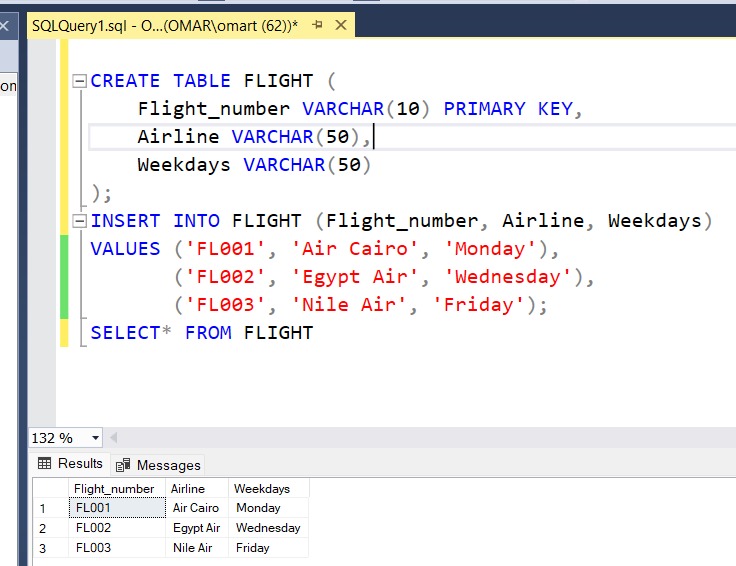 SQLQuery1.sql - O...(OMAR\omart (62))*
on
CREATE TABLE FLIGHT (
Flight_number VARCHAR(10) PRIMARY KEY,
Airline VARCHAR(50),
Weekdays VARCHAR(50)
);
INSERT INTO FLIGHT (Flight_number, Airline, Weekdays)
VALUES ('FL001', 'Air Cairo', 'Monday'),
('FL002', 'Egypt Air', 'Wednesday'),
('FL003', 'Nile Air', 'Friday');
SELECT* FROM FLIGHT
132 %
Results Messages
Flight_number Airline Weekdays
1 FL001 Air Cairo Monday
2 FL002 Egypt Air Wednesday
3 FL003 Nile Air Friday